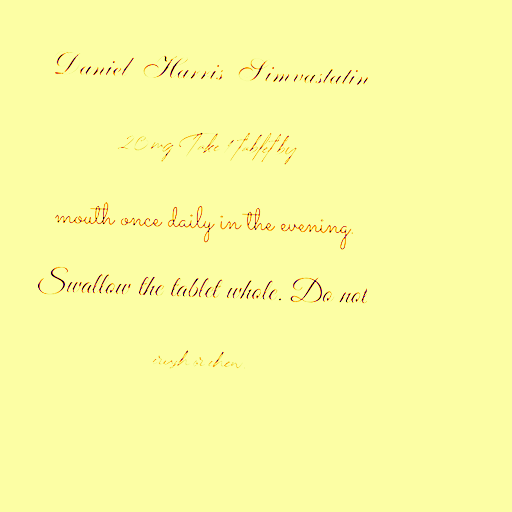 Daniel Harris Simvastatin
20 mg Take 1 tablet by
mouth once daily in the evening.
Swallow the tablet whole. Do not
crush or chew